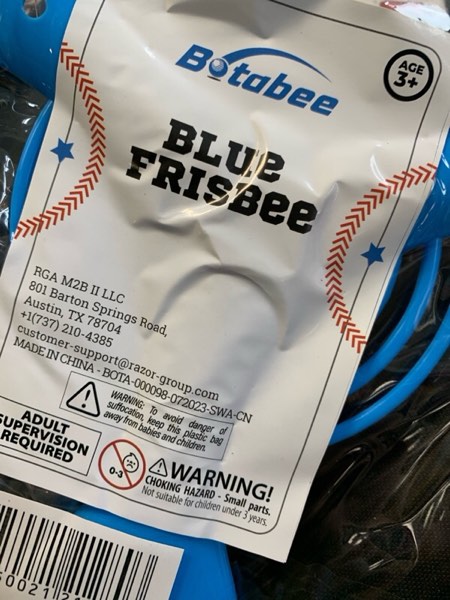 Botabee
AGE
3+
BLUE
FRISBEE
RGA M2B II LLC
801 Barton Springs Road,
Austin, TX 78704
+1(737) 210-4385
customer-support@razor-group.com
MADE IN CHINA - BOTA-000098-072023-SWA-CN
WARNING: To avoid danger of
suffocation, keep this plastic bag
away from babies and children.
ADULT
SUPERVISION
REQUIRED
0-3
WARNING!
CHOKING HAZARD - Small parts.
Not suitable for children under 3 years.